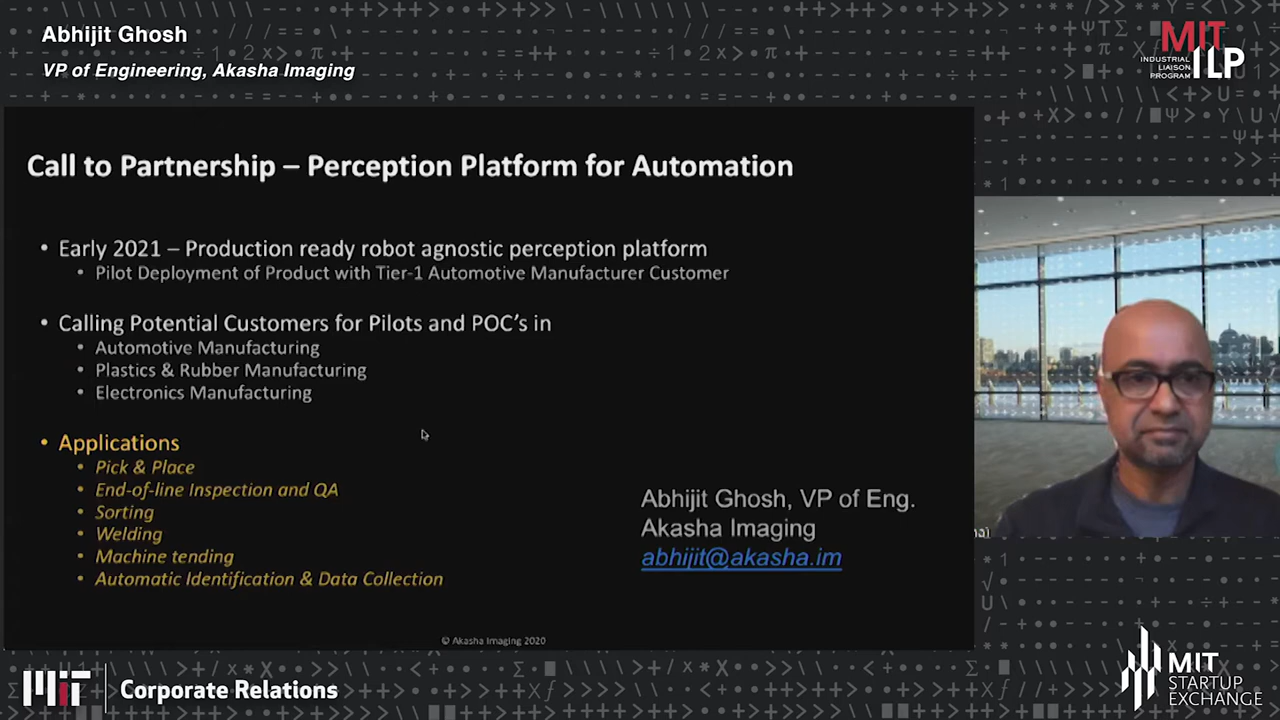 Abhijit Ghosh
VP of Engineering, Akasha Imaging
MIT
INDUSTRIAL
LIAISON
PROGRAM
ILP
Call to Partnership – Perception Platform for Automation
• Early 2021 – Production ready robot agnostic perception platform
• Pilot Deployment of Product with Tier-1 Automotive Manufacturer Customer
• Calling Potential Customers for Pilots and POC's in
• Automotive Manufacturing
• Plastics & Rubber Manufacturing
• Electronics Manufacturing
• Applications
• Pick & Place
• End-of-line Inspection and QA
• Sorting
• Welding
• Machine tending
• Automatic Identification & Data Collection
Abhijit Ghosh, VP of Eng.
Akasha Imaging
abhijit@akasha.im
© Akasha Imaging 2020
MIT
Corporate Relations
MIT
STARTUP
EXCHANGE